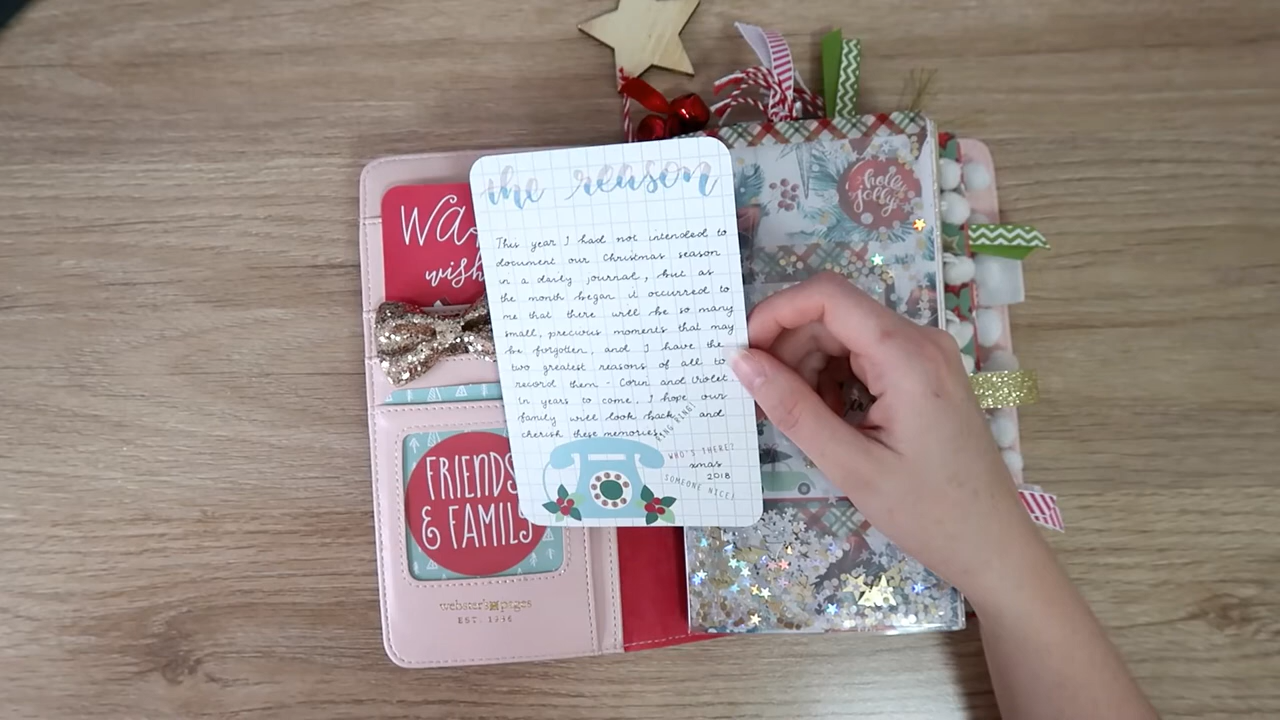 the reason
This year I had not intended to
document our Christmas season
in a daily journal, but as
the month began it occurred to
me that there will be so many
small, precious moments that may
be forgotten, and I have the
two greatest reasons of all to
record them - Corin and Violet.
In years to come, I hope our
family will look back and
cherish these memories.
RING RING!
WHO'S THERE?
xmas
2018
SOMEONE NICE!
Wa
wish
FRIENDS
& FAMILY
webster's pages
EST. 1936
holly
jolly